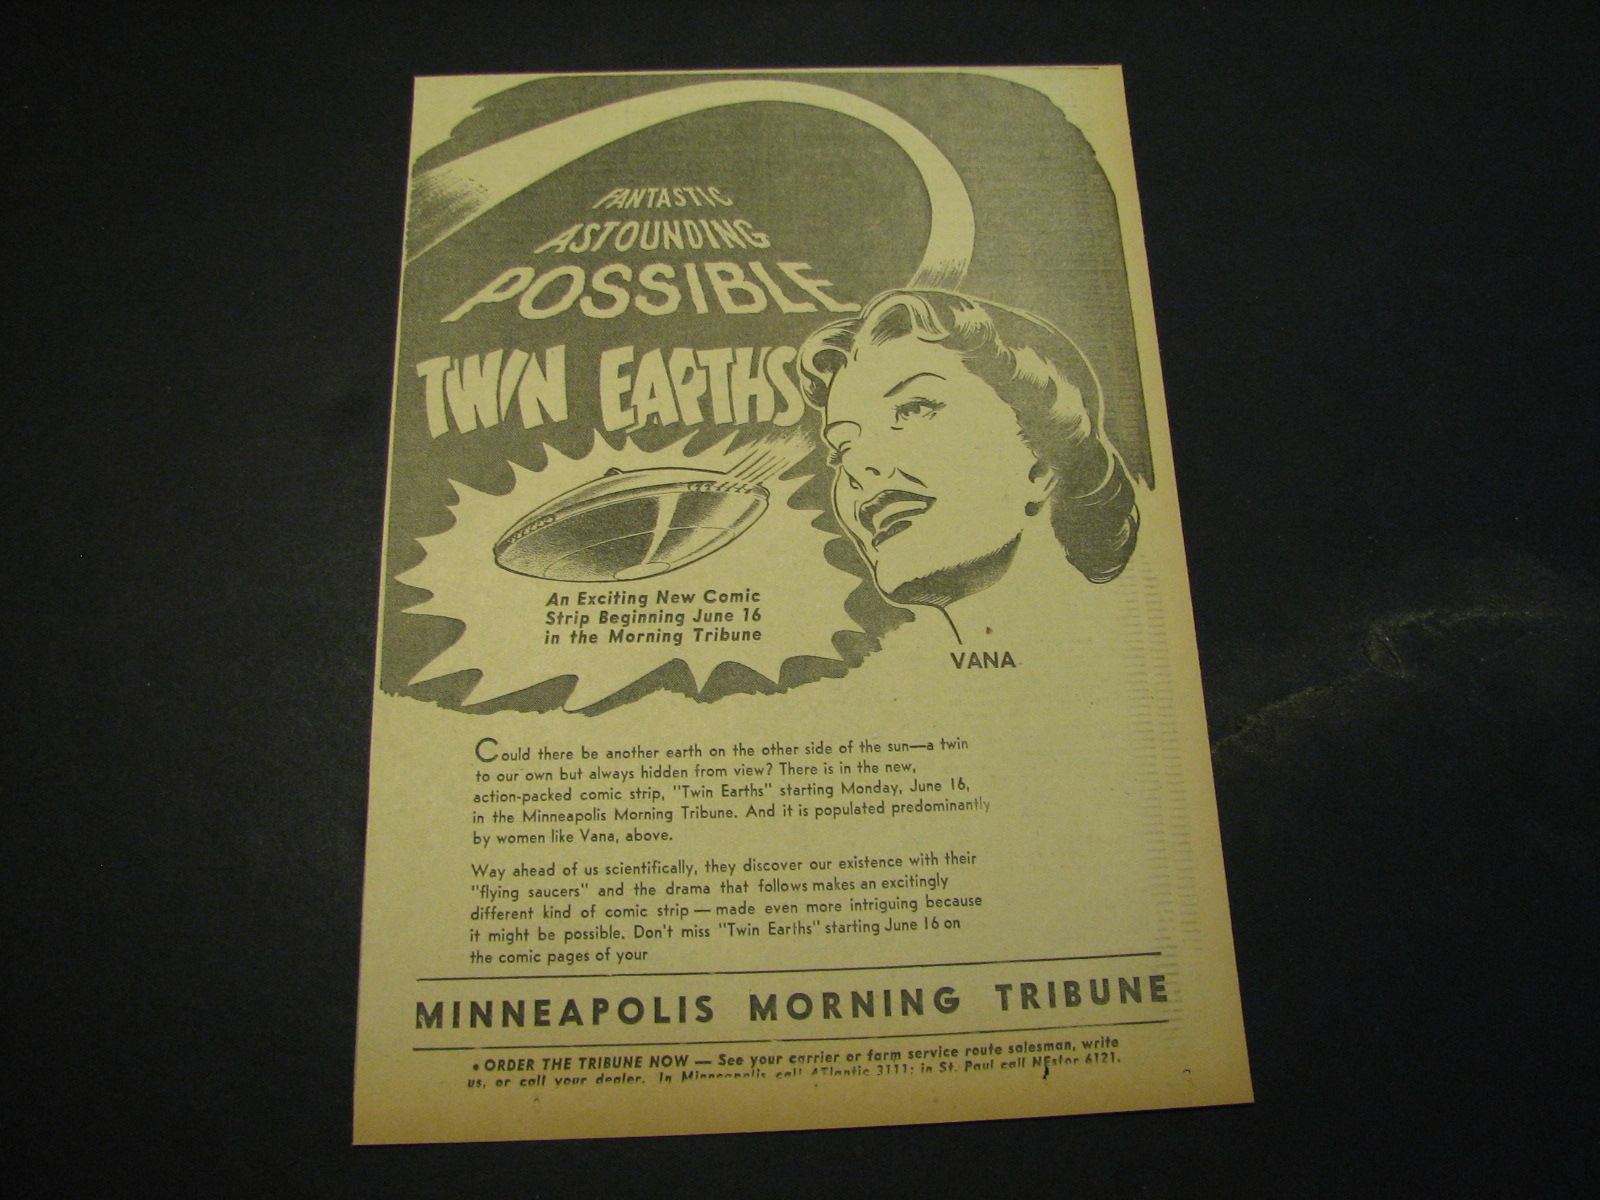 FANTASTIC
ASTOUNDING
POSSIBLE
TWIN EARTHS
An Exciting New Comic
Strip Beginning June 16
in the Morning Tribune
VANA
Could there be another earth on the other side of the sun—a twin
to our own but always hidden from view? There is in the new,
action-packed comic strip, "Twin Earths" starting Monday, June 16,
in the Minneapolis Morning Tribune. And it is populated predominantly
by women like Vana, above.
Way ahead of us scientifically, they discover our existence with their
"flying saucers" and the drama that follows makes an excitingly
different kind of comic strip — made even more intriguing because
it might be possible. Don't miss "Twin Earths" starting June 16 on
the comic pages of your
MINNEAPOLIS MORNING TRIBUNE
• ORDER THE TRIBUNE NOW — See your carrier or farm service route salesman, write
us, or call your dealer. In Minneapolis call ATlantic 3111; in St. Paul call NEstor 6121.